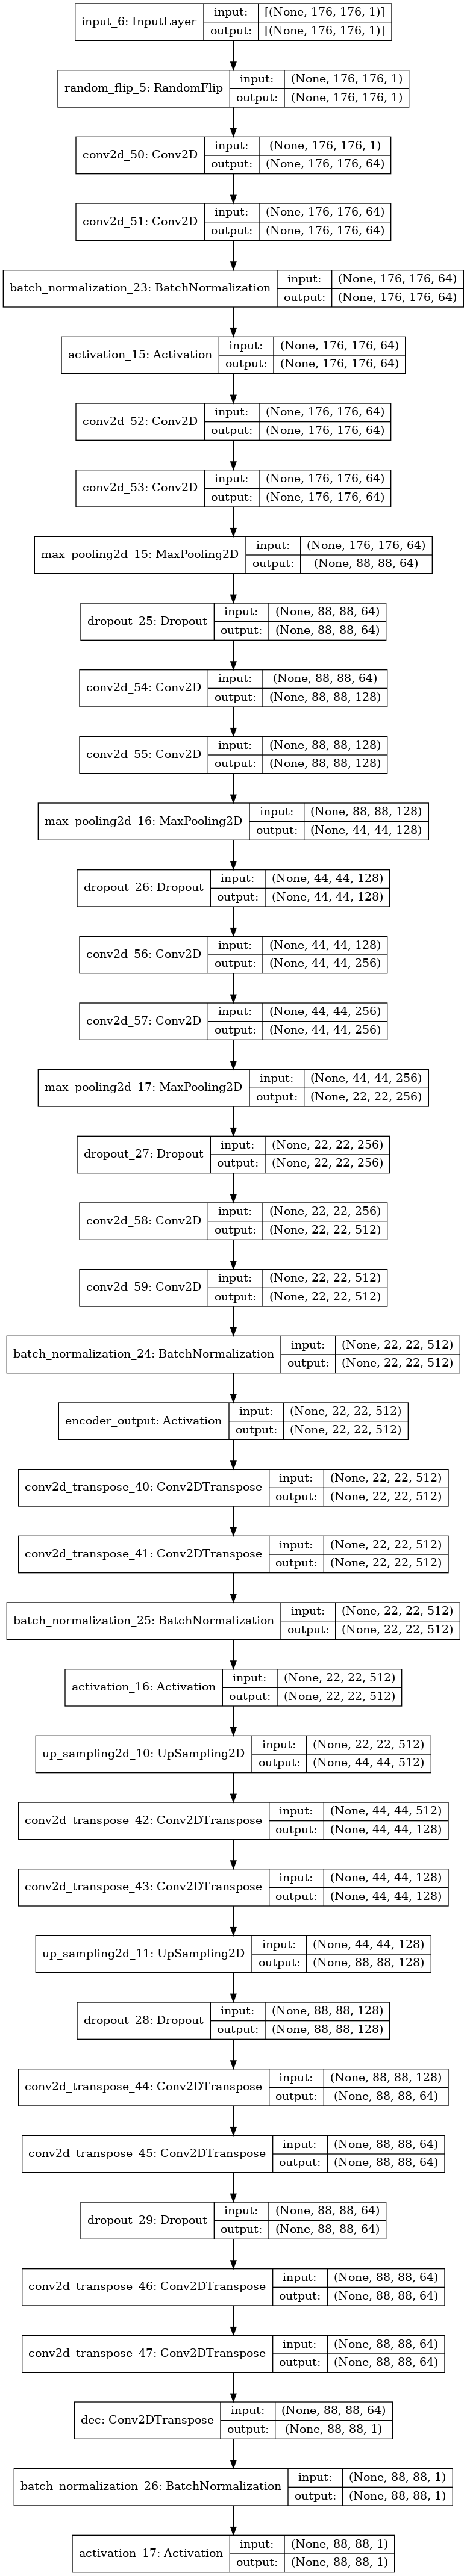 input_6: InputLayer
input: [(None, 176, 176, 1)]
output: [(None, 176, 176, 1)]
random_flip_5: RandomFlip
input: (None, 176, 176, 1)
output: (None, 176, 176, 1)
conv2d_50: Conv2D
input: (None, 176, 176, 1)
output: (None, 176, 176, 64)
conv2d_51: Conv2D
input: (None, 176, 176, 64)
output: (None, 176, 176, 64)
batch_normalization_23: BatchNormalization
input: (None, 176, 176, 64)
output: (None, 176, 176, 64)
activation_15: Activation
input: (None, 176, 176, 64)
output: (None, 176, 176, 64)
conv2d_52: Conv2D
input: (None, 176, 176, 64)
output: (None, 176, 176, 64)
conv2d_53: Conv2D
input: (None, 176, 176, 64)
output: (None, 176, 176, 64)
max_pooling2d_15: MaxPooling2D
input: (None, 176, 176, 64)
output: (None, 88, 88, 64)
dropout_25: Dropout
input: (None, 88, 88, 64)
output: (None, 88, 88, 64)
conv2d_54: Conv2D
input: (None, 88, 88, 64)
output: (None, 88, 88, 128)
conv2d_55: Conv2D
input: (None, 88, 88, 128)
output: (None, 88, 88, 128)
max_pooling2d_16: MaxPooling2D
input: (None, 88, 88, 128)
output: (None, 44, 44, 128)
dropout_26: Dropout
input: (None, 44, 44, 128)
output: (None, 44, 44, 128)
conv2d_56: Conv2D
input: (None, 44, 44, 128)
output: (None, 44, 44, 256)
conv2d_57: Conv2D
input: (None, 44, 44, 256)
output: (None, 44, 44, 256)
max_pooling2d_17: MaxPooling2D
input: (None, 44, 44, 256)
output: (None, 22, 22, 256)
dropout_27: Dropout
input: (None, 22, 22, 256)
output: (None, 22, 22, 256)
conv2d_58: Conv2D
input: (None, 22, 22, 256)
output: (None, 22, 22, 512)
conv2d_59: Conv2D
input: (None, 22, 22, 512)
output: (None, 22, 22, 512)
batch_normalization_24: BatchNormalization
input: (None, 22, 22, 512)
output: (None, 22, 22, 512)
encoder_output: Activation
input: (None, 22, 22, 512)
output: (None, 22, 22, 512)
conv2d_transpose_40: Conv2DTranspose
input: (None, 22, 22, 512)
output: (None, 22, 22, 512)
conv2d_transpose_41: Conv2DTranspose
input: (None, 22, 22, 512)
output: (None, 22, 22, 512)
batch_normalization_25: BatchNormalization
input: (None, 22, 22, 512)
output: (None, 22, 22, 512)
activation_16: Activation
input: (None, 22, 22, 512)
output: (None, 22, 22, 512)
up_sampling2d_10: UpSampling2D
input: (None, 22, 22, 512)
output: (None, 44, 44, 512)
conv2d_transpose_42: Conv2DTranspose
input: (None, 44, 44, 512)
output: (None, 44, 44, 128)
conv2d_transpose_43: Conv2DTranspose
input: (None, 44, 44, 128)
output: (None, 44, 44, 128)
up_sampling2d_11: UpSampling2D
input: (None, 44, 44, 128)
output: (None, 88, 88, 128)
dropout_28: Dropout
input: (None, 88, 88, 128)
output: (None, 88, 88, 128)
conv2d_transpose_44: Conv2DTranspose
input: (None, 88, 88, 128)
output: (None, 88, 88, 64)
conv2d_transpose_45: Conv2DTranspose
input: (None, 88, 88, 64)
output: (None, 88, 88, 64)
dropout_29: Dropout
input: (None, 88, 88, 64)
output: (None, 88, 88, 64)
conv2d_transpose_46: Conv2DTranspose
input: (None, 88, 88, 64)
output: (None, 88, 88, 64)
conv2d_transpose_47: Conv2DTranspose
input: (None, 88, 88, 64)
output: (None, 88, 88, 64)
dec: Conv2DTranspose
input: (None, 88, 88, 64)
output: (None, 88, 88, 1)
batch_normalization_26: BatchNormalization
input: (None, 88, 88, 1)
output: (None, 88, 88, 1)
activation_17: Activation
input: (None, 88, 88, 1)
output: (None, 88, 88, 1)